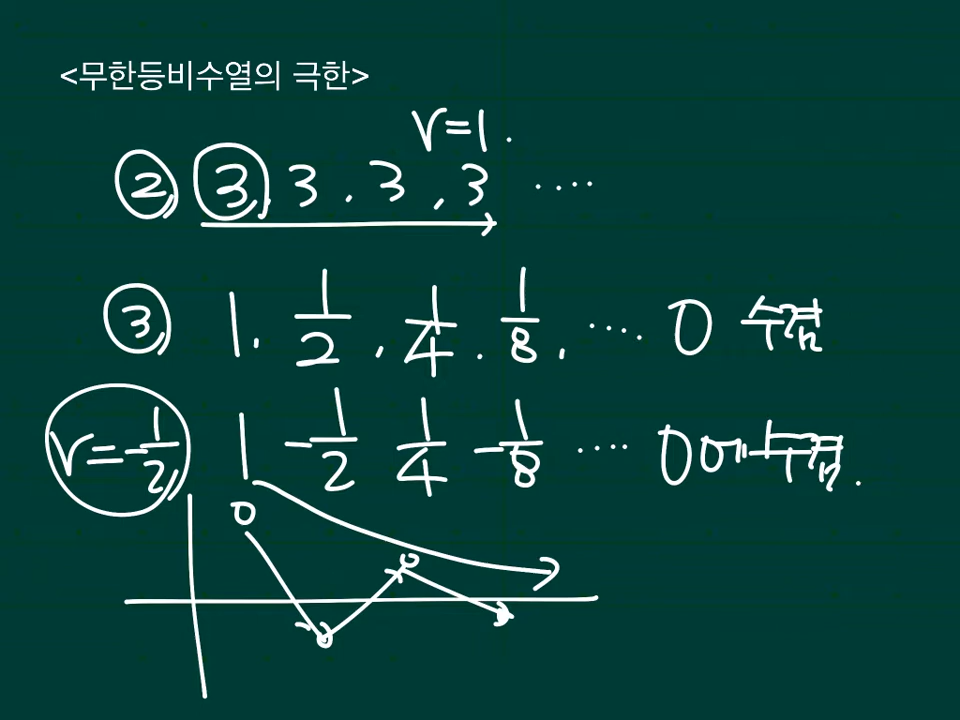 <무한등비수열의 극한>
r=1.
②, ③, 3, 3, 3 ····
③, 1, 1/2, 1/4, 1/8, ···· 0 수렴
r=-1/2, 1 -1/2 1/4 -1/8 ···· 0에 수렴.